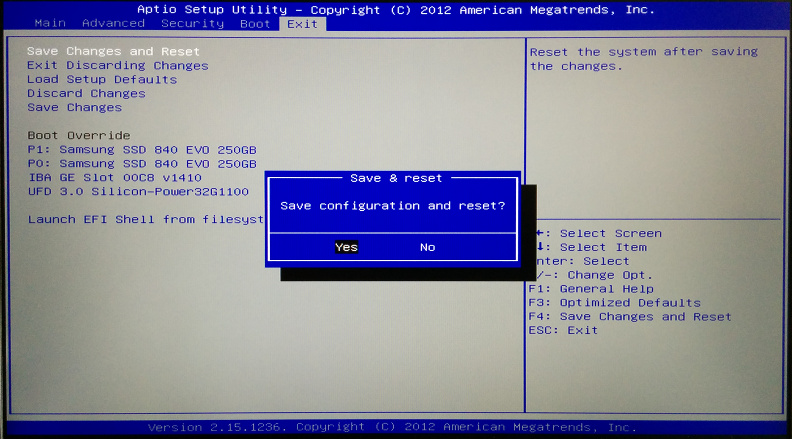 Aptio Setup Utility - Copyright (C) 2012 American Megatrends, Inc.
Main Advanced Security Boot Exit
Save Changes and Reset
Exit Discarding Changes
Load Setup Defaults
Discard Changes
Save Changes
Boot Override
P1: Samsung SSD 840 EVO 250GB
P0: Samsung SSD 840 EVO 250GB
IBA GE Slot 00C8 v1410
UFD 3.0 Silicon-Power32G1100
Launch EFI Shell from filesyst
Reset the system after saving
the changes.
Save & reset
Save configuration and reset?
Yes No
←: Select Screen
↓: Select Item
nter: Select
/-: Change Opt.
F1: General Help
F3: Optimized Defaults
F4: Save Changes and Reset
ESC: Exit
Version 2.15.1236. Copyright (C) 2012 American Megatrends, Inc.